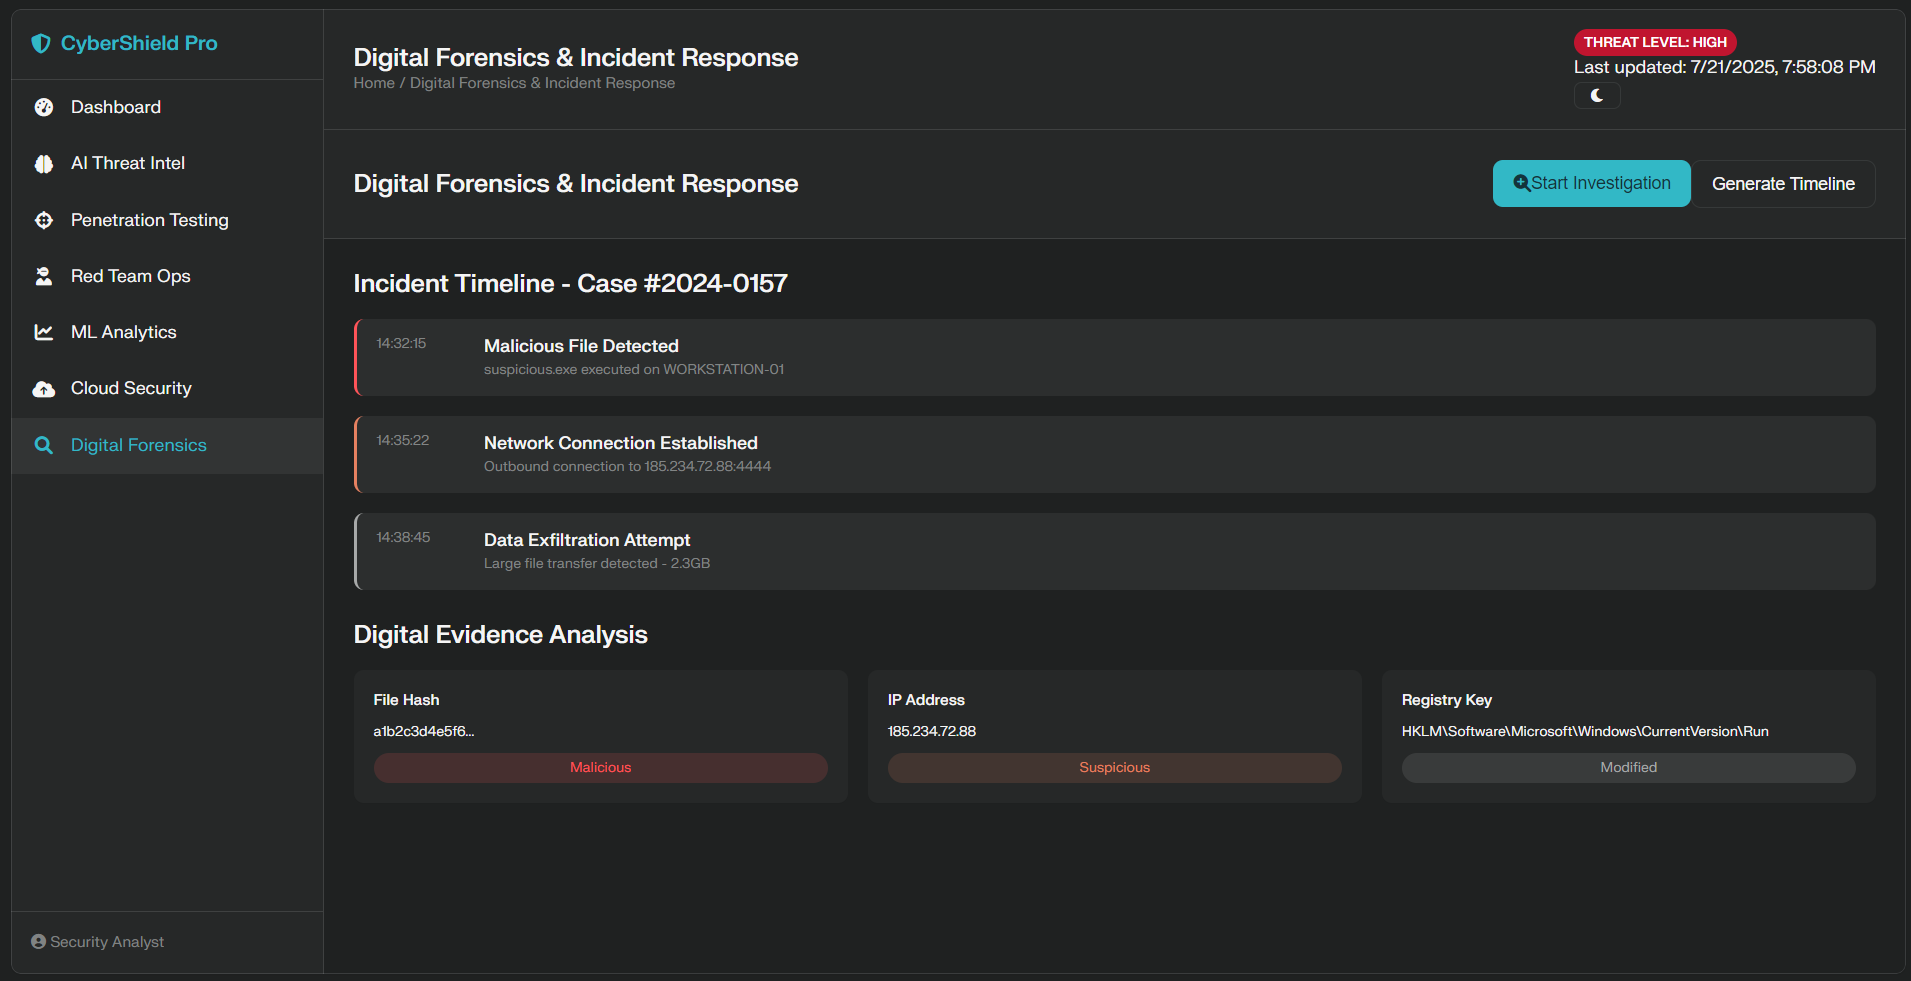 CyberShield Pro
Dashboard
AI Threat Intel
Penetration Testing
Red Team Ops
ML Analytics
Cloud Security
Digital Forensics
Security Analyst
Digital Forensics & Incident Response
Home / Digital Forensics & Incident Response
THREAT LEVEL: HIGH
Last updated: 7/21/2025, 7:58:08 PM
Digital Forensics & Incident Response
Start Investigation
Generate Timeline
Incident Timeline - Case #2024-0157
14:32:15
Malicious File Detected
suspicious.exe executed on WORKSTATION-01
14:35:22
Network Connection Established
Outbound connection to 185.234.72.88:4444
14:38:45
Data Exfiltration Attempt
Large file transfer detected - 2.3GB
Digital Evidence Analysis
File Hash
a1b2c3d4e5f6...
Malicious
IP Address
185.234.72.88
Suspicious
Registry Key
HKLM\Software\Microsoft\Windows\CurrentVersion\Run
Modified